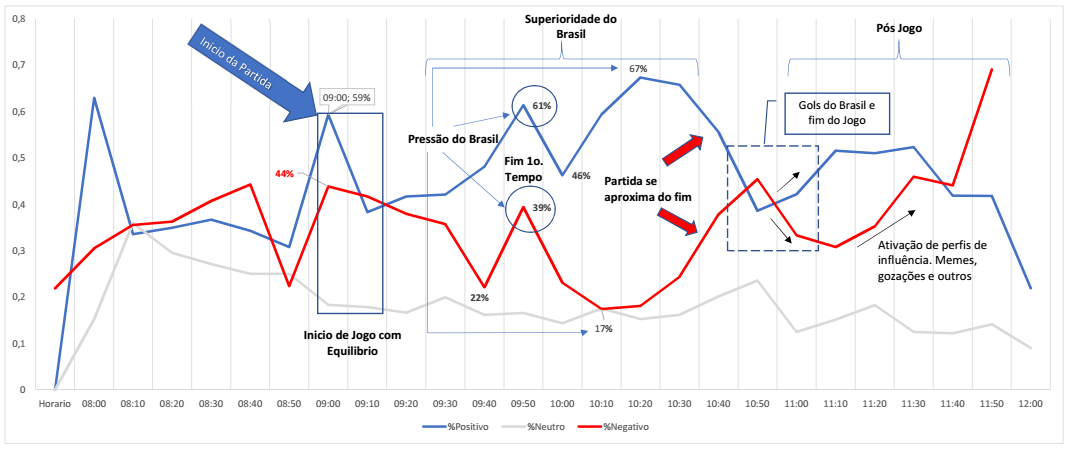 0,8
0,7
0,6
0,5
0,4
0,3
0,2
0,1
0
Inicio da Partida
09:00; 59%
44%
Inicio de Jogo com
Equilibrio
Superioridade do
Brasil
67%
61%
Pressão do Brasil
Fim 1o.
Tempo
39%
46%
22%
17%
Partida se
aproxima do fim
Pós Jogo
Gols do Brasil e
fim do Jogo
Ativação de perfis de
influência. Memes,
gozações e outros
Horario 08:00 08:10 08:20 08:30 08:40 08:50 09:00 09:10 09:20 09:30 09:40 09:50 10:00 10:10 10:20 10:30 10:40 10:50 11:00 11:10 11:20 11:30 11:40 11:50 12:00
%Positivo %Neutro %Negativo